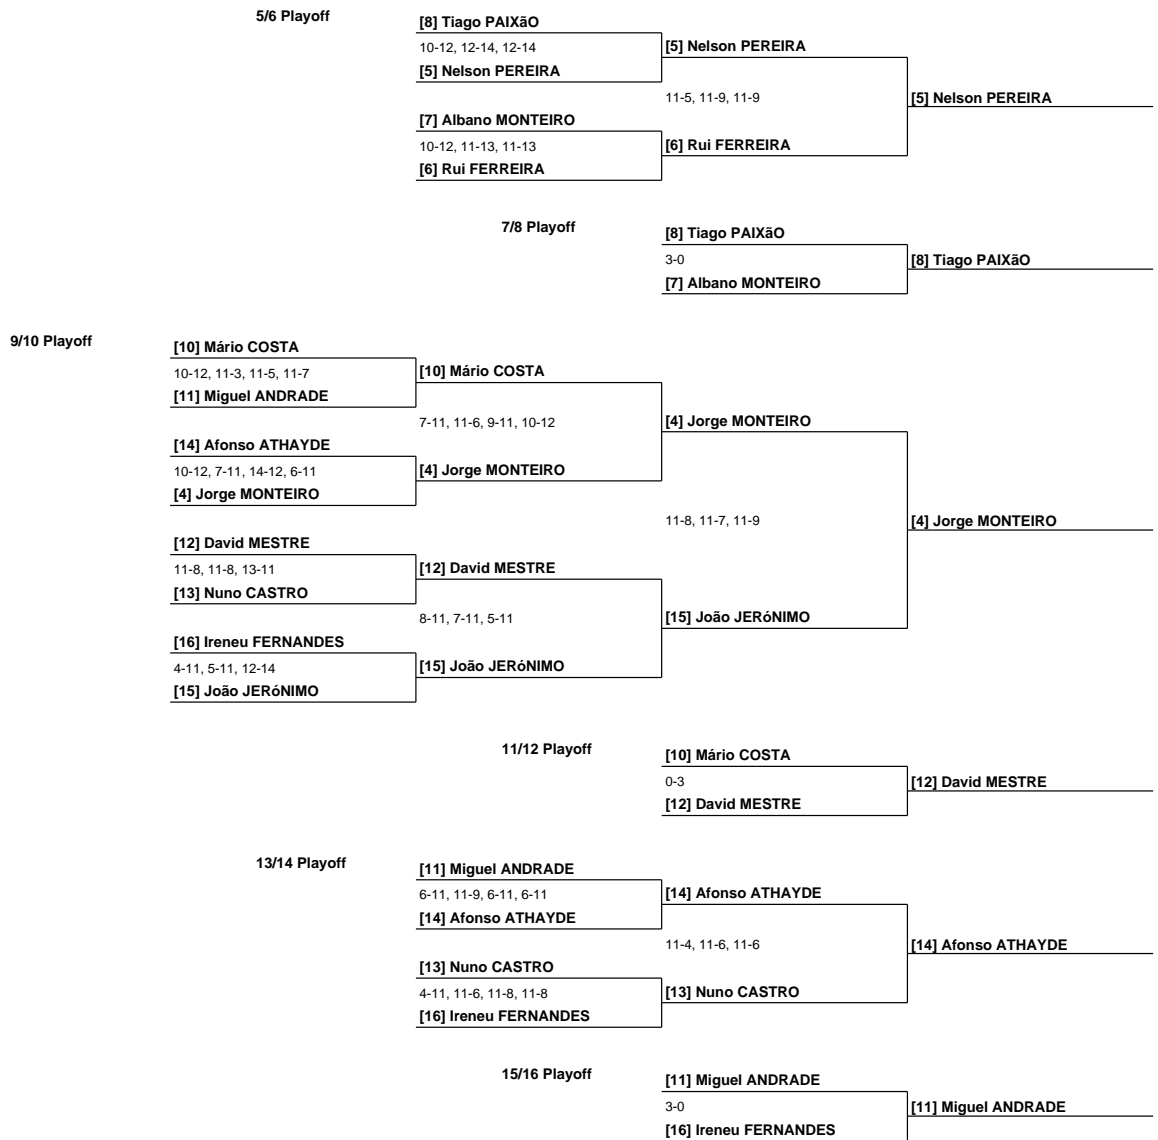 5/6 Playoff
[8] Tiago PAIXãO
10-12, 12-14, 12-14
[5] Nelson PEREIRA
[5] Nelson PEREIRA
11-5, 11-9, 11-9
[5] Nelson PEREIRA
[7] Albano MONTEIRO
10-12, 11-13, 11-13
[6] Rui FERREIRA
[6] Rui FERREIRA
7/8 Playoff
[8] Tiago PAIXãO
3-0
[8] Tiago PAIXãO
[7] Albano MONTEIRO
9/10 Playoff
[10] Mário COSTA
10-12, 11-3, 11-5, 11-7
[10] Mário COSTA
[11] Miguel ANDRADE
7-11, 11-6, 9-11, 10-12
[4] Jorge MONTEIRO
[14] Afonso ATHAYDE
10-12, 7-11, 14-12, 6-11
[4] Jorge MONTEIRO
[4] Jorge MONTEIRO
11-8, 11-7, 11-9
[4] Jorge MONTEIRO
[12] David MESTRE
11-8, 11-8, 13-11
[12] David MESTRE
[13] Nuno CASTRO
8-11, 7-11, 5-11
[15] João JERóNIMO
[16] Ireneu FERNANDES
4-11, 5-11, 12-14
[15] João JERóNIMO
[15] João JERóNIMO
11/12 Playoff
[10] Mário COSTA
0-3
[12] David MESTRE
[12] David MESTRE
13/14 Playoff
[11] Miguel ANDRADE
6-11, 11-9, 6-11, 6-11
[14] Afonso ATHAYDE
[14] Afonso ATHAYDE
11-4, 11-6, 11-6
[14] Afonso ATHAYDE
[13] Nuno CASTRO
4-11, 11-6, 11-8, 11-8
[13] Nuno CASTRO
[16] Ireneu FERNANDES
15/16 Playoff
[11] Miguel ANDRADE
3-0
[11] Miguel ANDRADE
[16] Ireneu FERNANDES